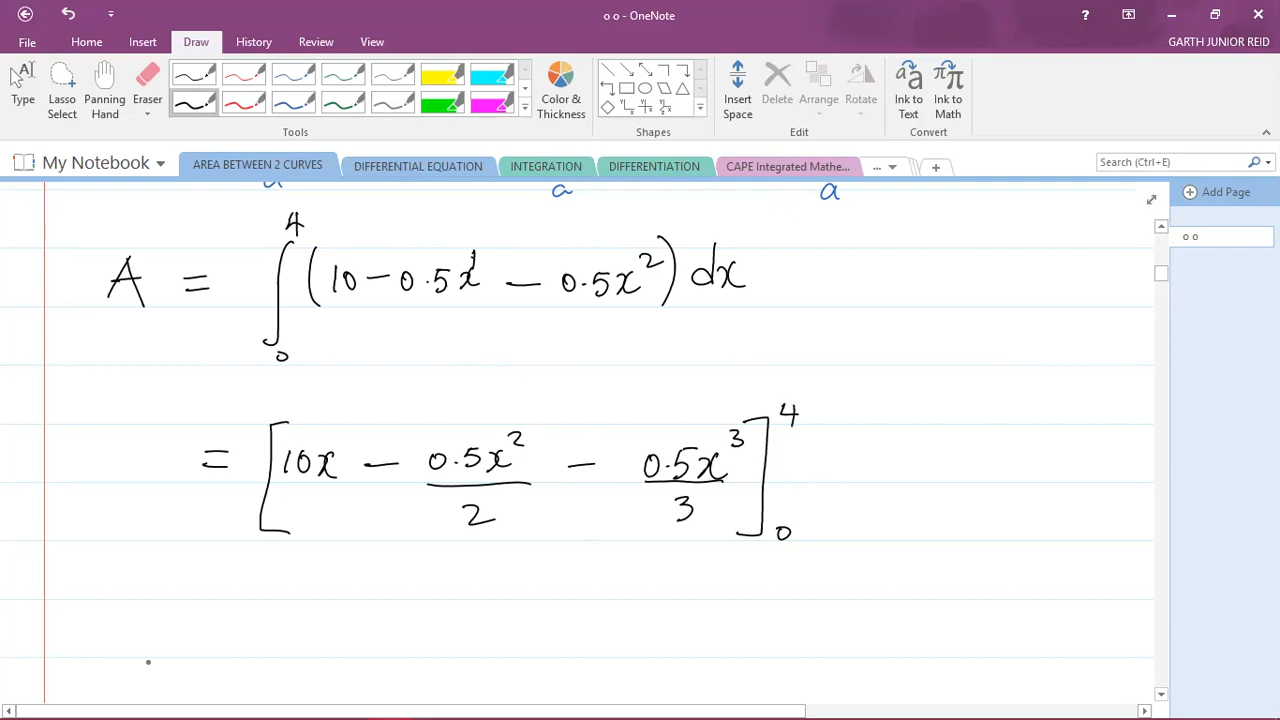 o o - OneNote
GARTH JUNIOR REID
File Home Insert Draw History Review View
Type Lasso Select Panning Hand Eraser Color & Thickness Insert Space Delete Arrange Rotate Ink to Text Ink to Math
Tools Shapes Edit Convert
My Notebook AREA BETWEEN 2 CURVES DIFFERENTIAL EQUATION INTEGRATION DIFFERENTIATION CAPE Integrated Mathe... ... Search (Ctrl+E)
Add Page
o o
a a a
A = ∫₀⁴ (10 - 0.5x¹ - 0.5x²) dx
= [10x - 0.5x²/2 - 0.5x³/3]₀⁴